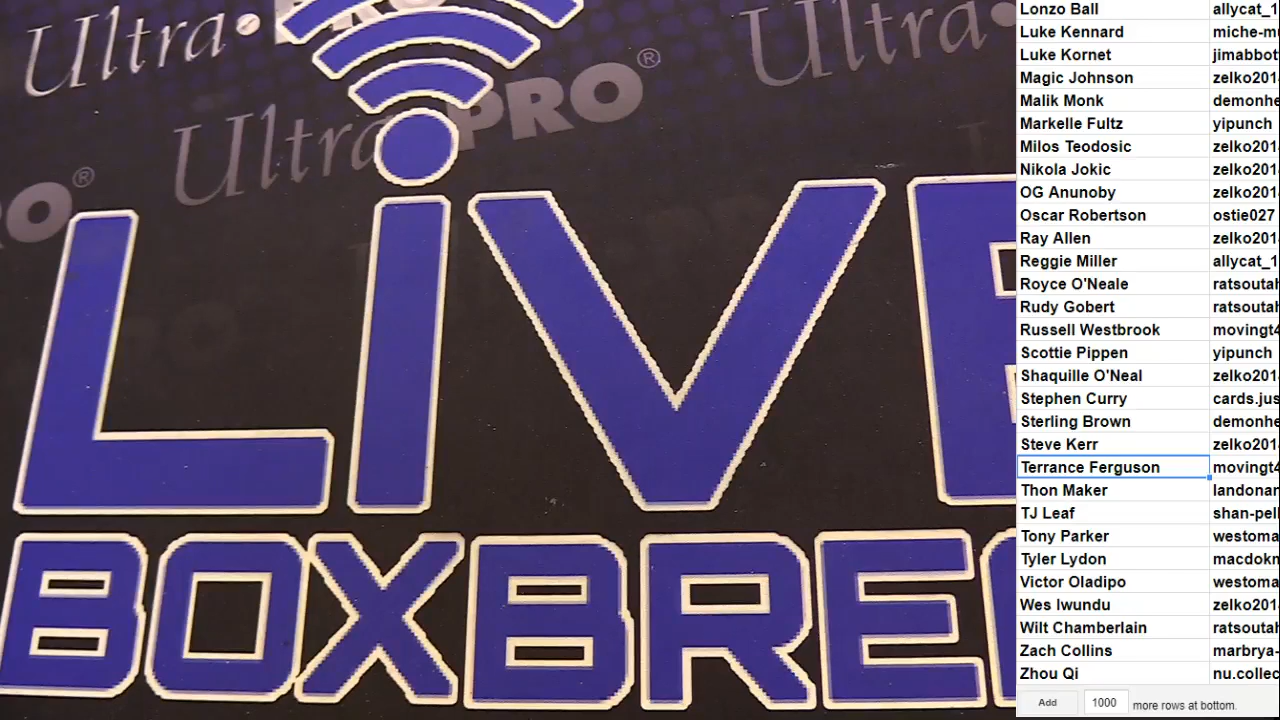 Ultra PRO
Ultra
Ultra PRO®
RO®
LiVE
BOXBRE
Lonzo Ball allycat_1
Luke Kennard miche-mu
Luke Kornet jimabbot
Magic Johnson zelko201
Malik Monk demonhe
Markelle Fultz yipunch
Milos Teodosic zelko201
Nikola Jokic zelko201
OG Anunoby zelko201
Oscar Robertson ostie027
Ray Allen zelko201
Reggie Miller allycat_1
Royce O'Neale ratsoutah
Rudy Gobert ratsoutah
Russell Westbrook movingt4
Scottie Pippen yipunch
Shaquille O'Neal zelko201
Stephen Curry cards.jus
Sterling Brown demonhe
Steve Kerr zelko201
Terrance Ferguson movingt4
Thon Maker landonar
TJ Leaf shan-pell
Tony Parker westoma
Tyler Lydon macdokn
Victor Oladipo westoma
Wes Iwundu zelko201
Wilt Chamberlain ratsoutah
Zach Collins marbrya-
Zhou Qi nu.collec
Add 1000 more rows at bottom.